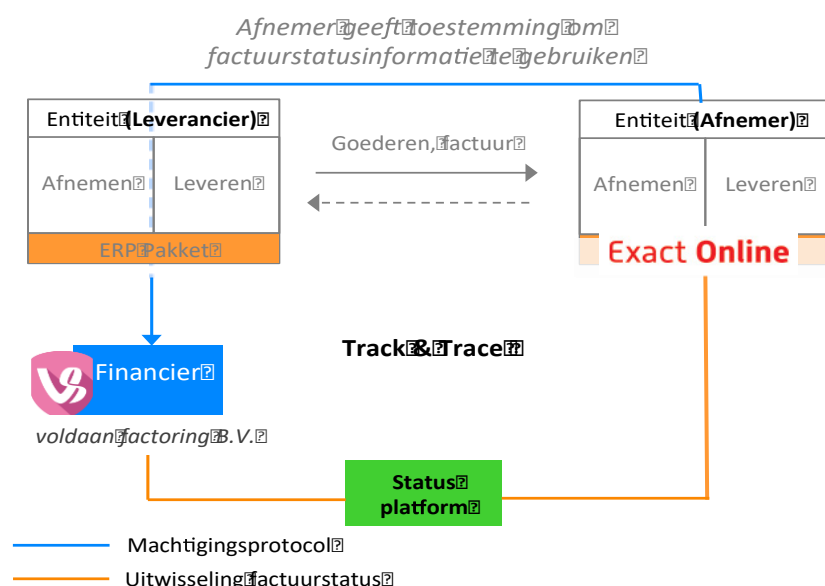 Afnemer geeft toestemming om
factuurstatusinformatie te gebruiken
Entiteit (Leverancier)
Entiteit (Afnemer)
Goederen, factuur
Afnemen
Leveren
Afnemen
Leveren
ERP Pakket
Exact Online
Track & Trace
Financier
voldaan factoring B.V.
Status
platform
Machtigingsprotocol
Uitwisseling factuurstatus